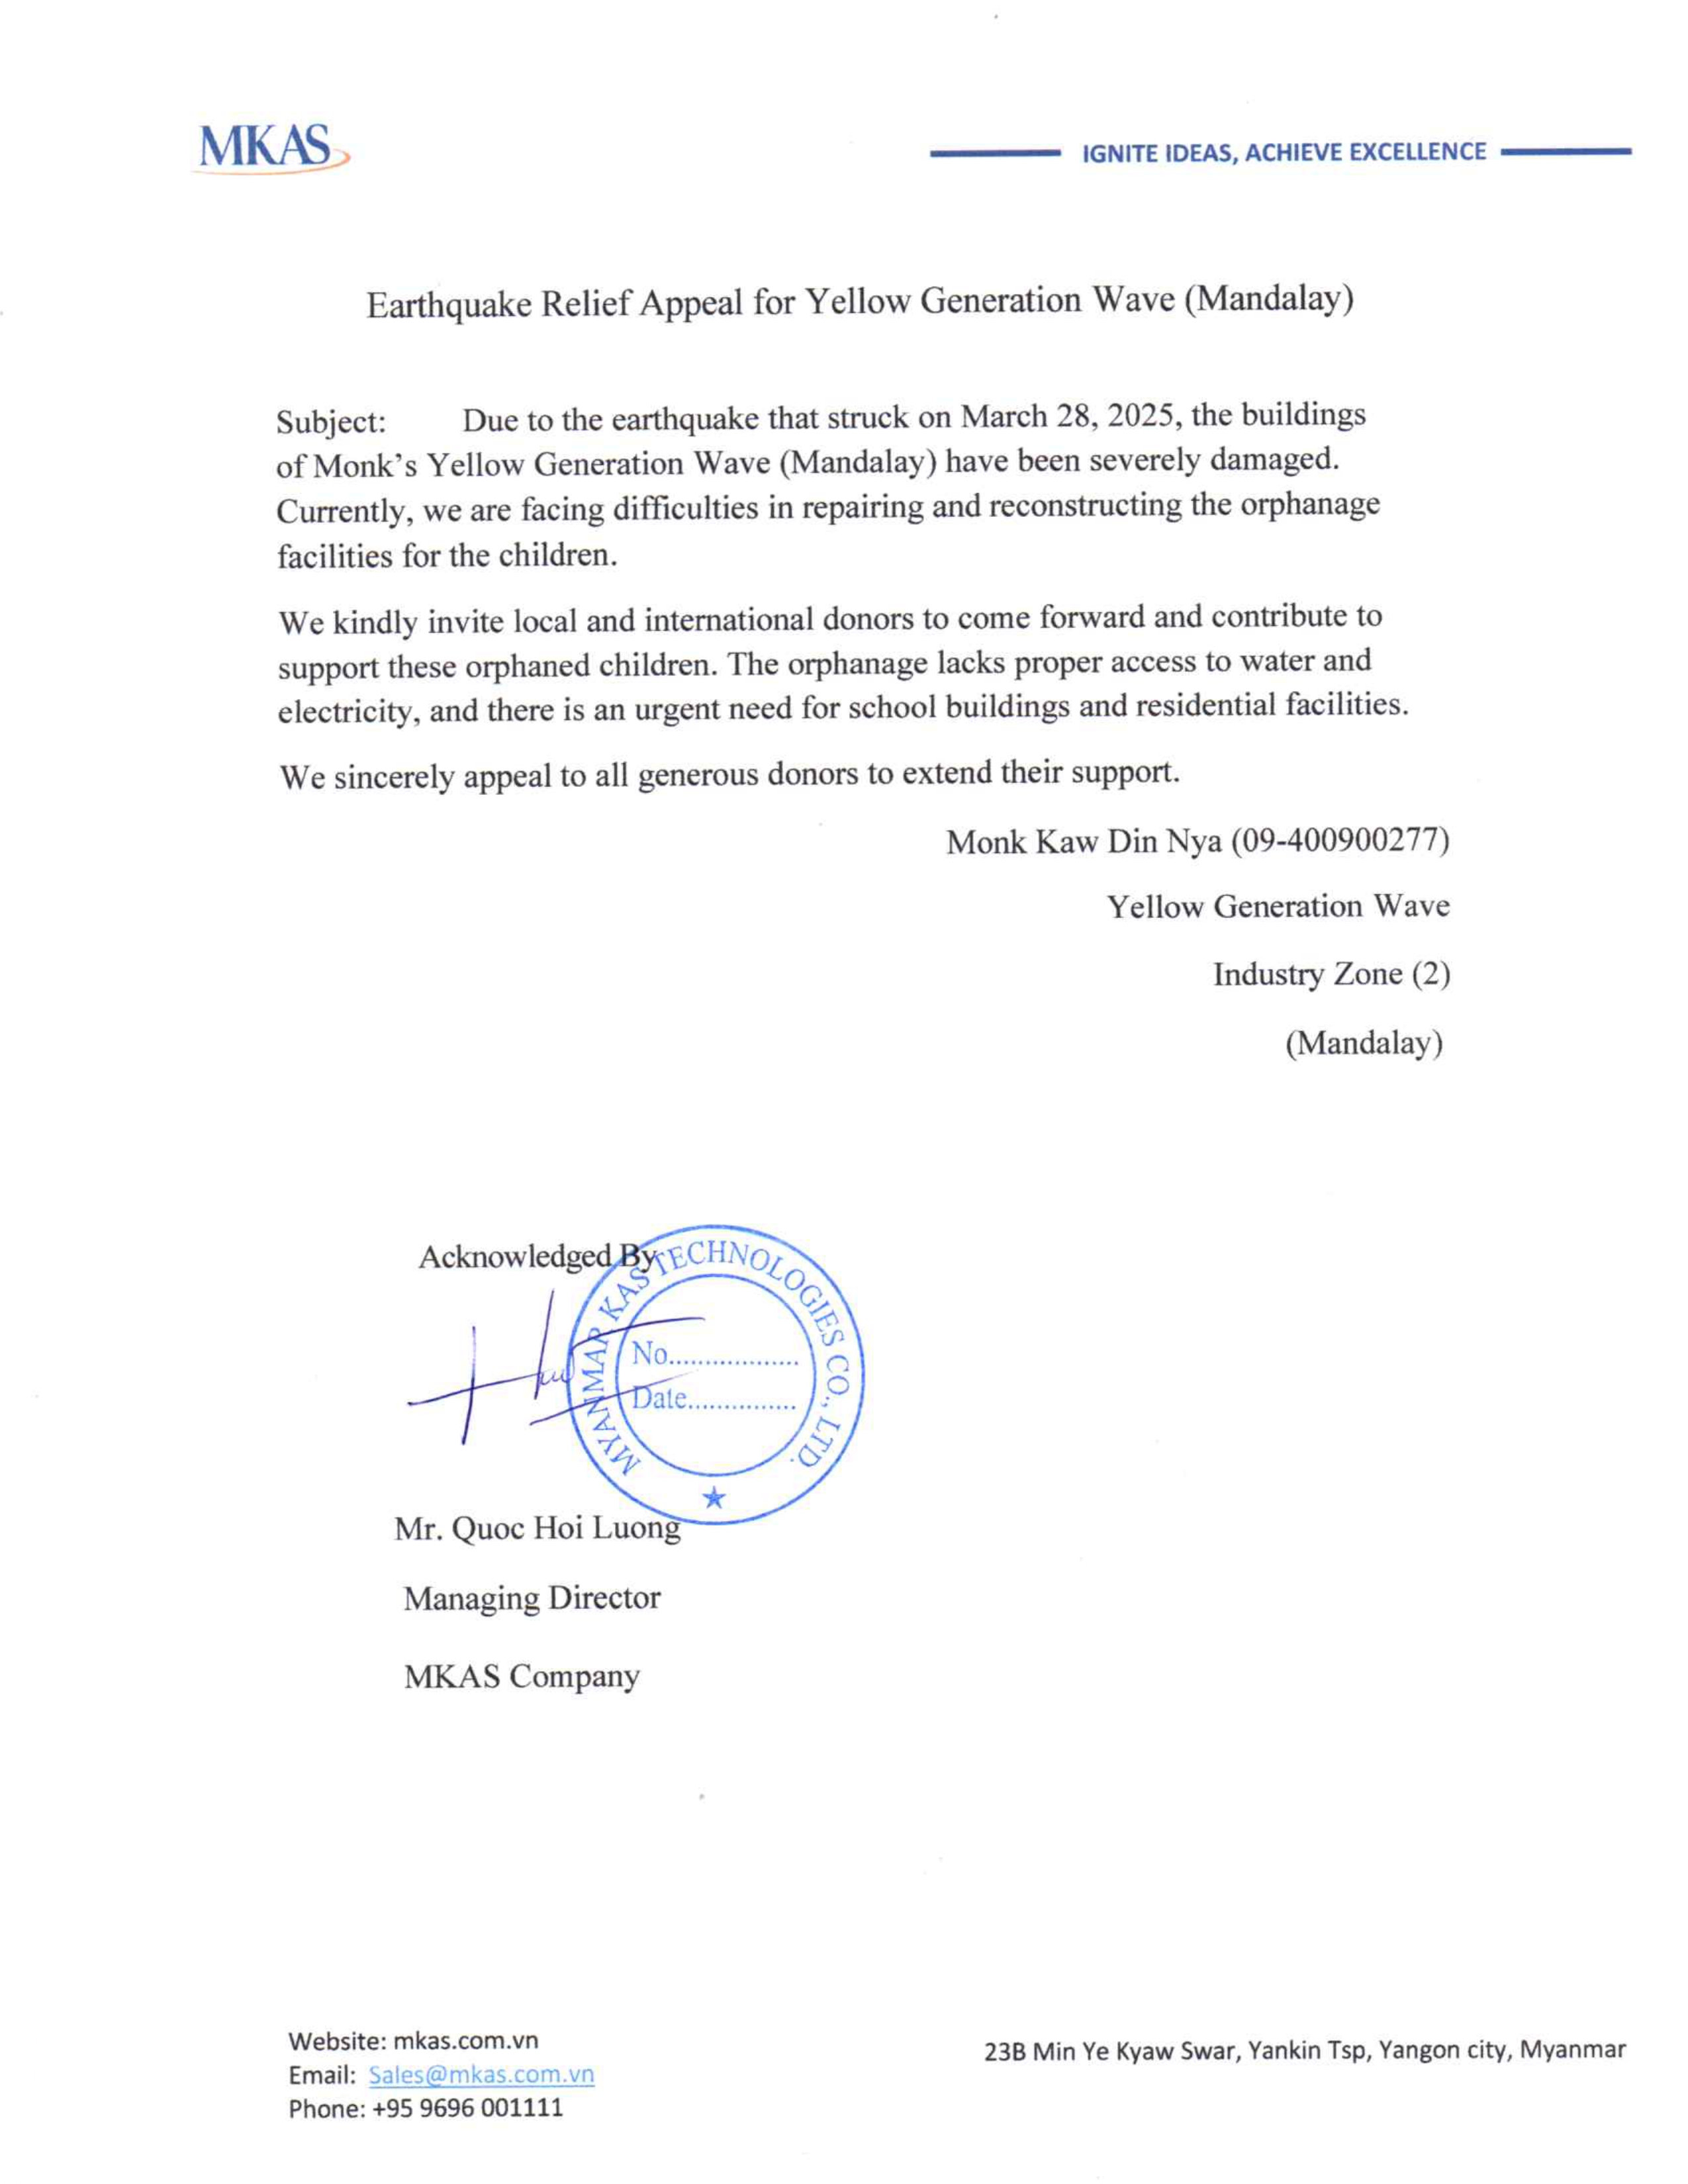 MKAS
IGNITE IDEAS, ACHIEVE EXCELLENCE
Earthquake Relief Appeal for Yellow Generation Wave (Mandalay)
Subject: Due to the earthquake that struck on March 28, 2025, the buildings
of Monk’s Yellow Generation Wave (Mandalay) have been severely damaged.
Currently, we are facing difficulties in repairing and reconstructing the orphanage
facilities for the children.
We kindly invite local and international donors to come forward and contribute to
support these orphaned children. The orphanage lacks proper access to water and
electricity, and there is an urgent need for school buildings and residential facilities.
We sincerely appeal to all generous donors to extend their support.
Monk Kaw Din Nya (09-400900277)
Yellow Generation Wave
Industry Zone (2)
(Mandalay)
Acknowledged By
MYANMAR KAS TECHNOLOGIES CO., LTD.
No..................
Date...............
Mr. Quoc Hoi Luong
Managing Director
MKAS Company
Website: mkas.com.vn
Email: Sales@mkas.com.vn
Phone: +95 9696 001111
23B Min Ye Kyaw Swar, Yankin Tsp, Yangon city, Myanmar